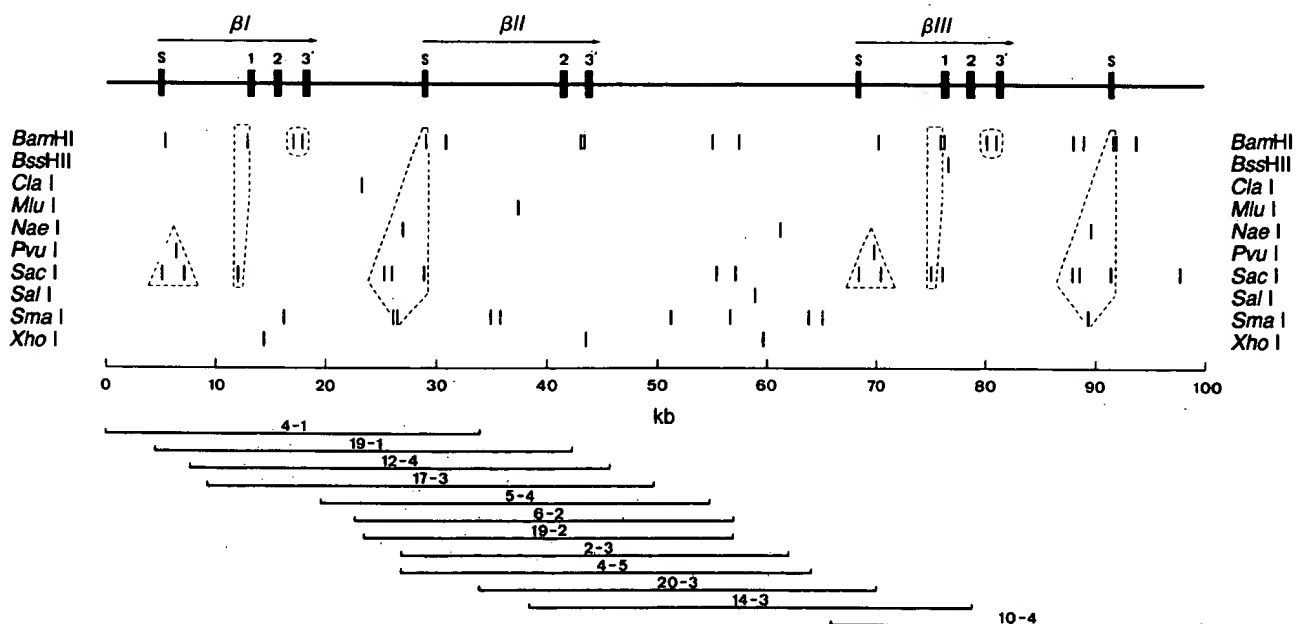 βI βII βIII
S 1 2 3' S 2 3' S 1 2 3' S
BamHI BamHI
BssHII BssHII
Cla I Cla I
Mlu I Mlu I
Nae I Nae I
Pvu I Pvu I
Sac I Sac I
Sal I Sal I
Sma I Sma I
Xho I Xho I
0 10 20 30 40 50 60 70 80 90 100
kb
4-1
19-1
12-4
17-3
5-4
6-2
19-2
2-3
4-5
20-3
14-3
10-4